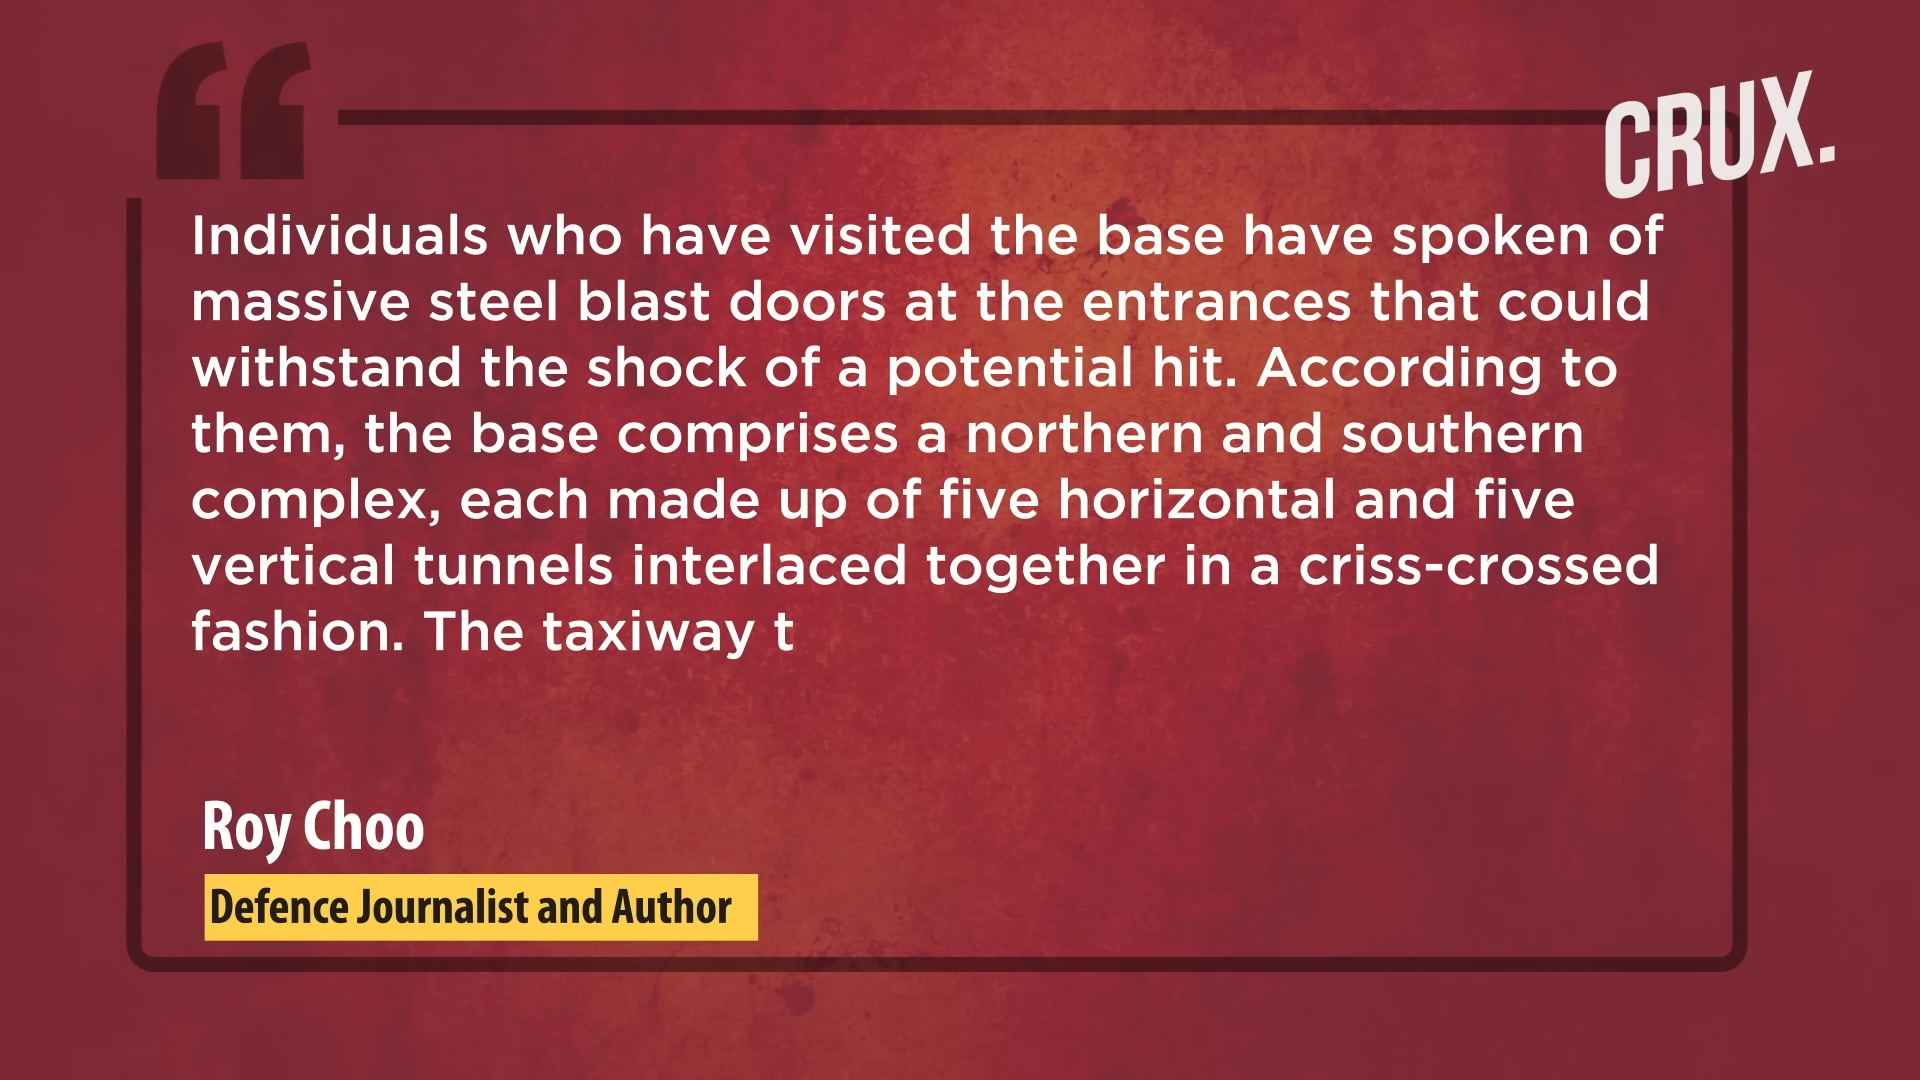 CRUX.
Individuals who have visited the base have spoken of
massive steel blast doors at the entrances that could
withstand the shock of a potential hit. According to
them, the base comprises a northern and southern
complex, each made up of five horizontal and five
vertical tunnels interlaced together in a criss-crossed
fashion. The taxiway t
Roy Choo
Defence Journalist and Author